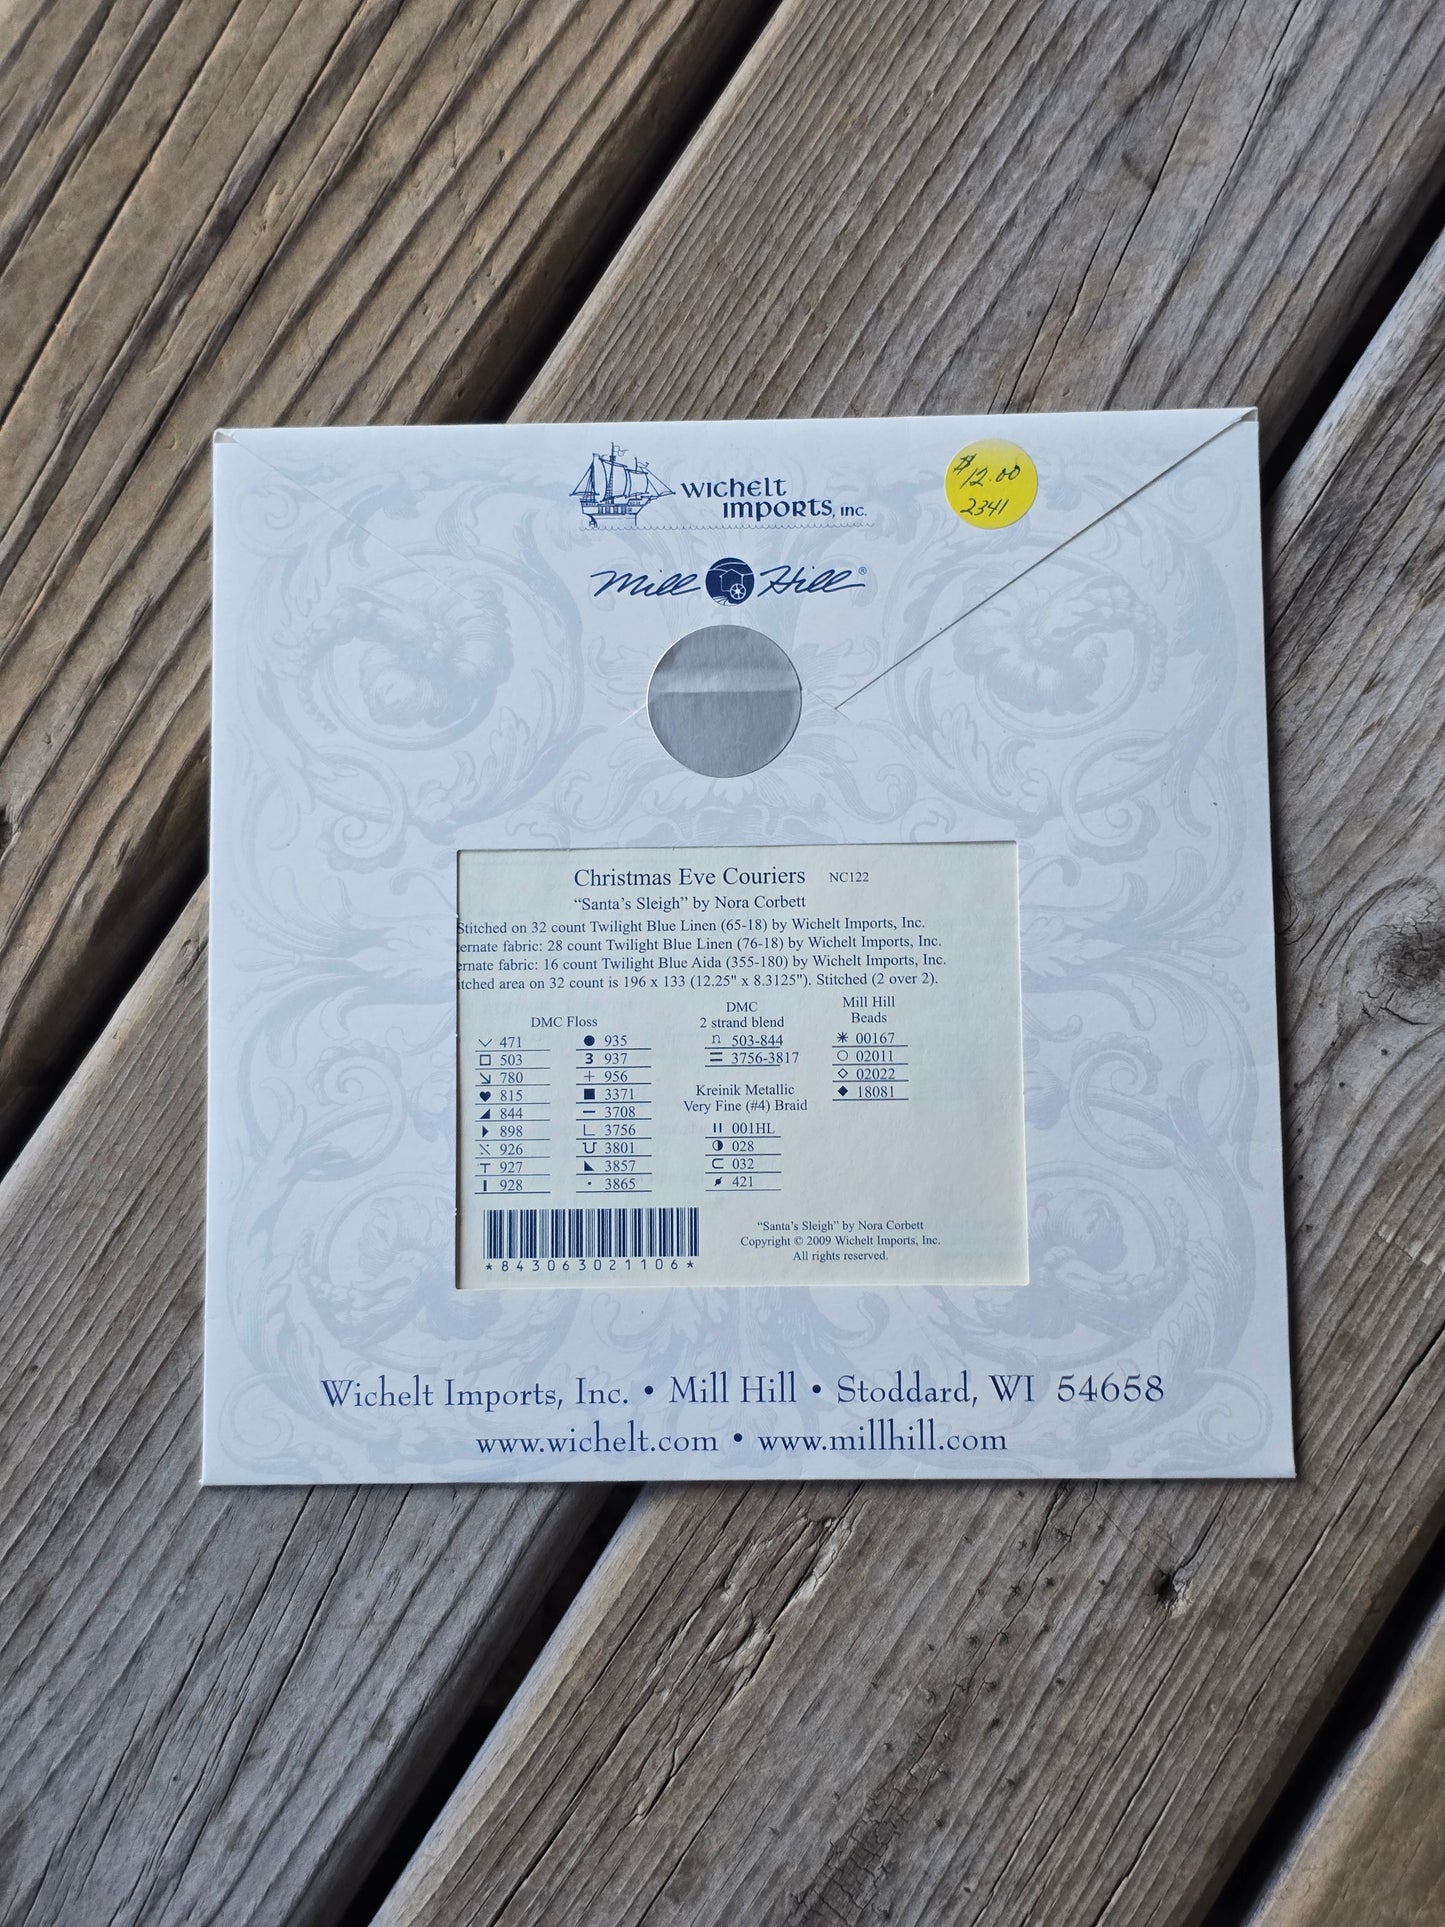 WICHELT
IMPORTS, INC.
$12.00
2341
Mill Hill®
Christmas Eve Couriers NC122
"Santa's Sleigh" by Nora Corbett
Stitched on 32 count Twilight Blue Linen (65-18) by Wichelt Imports, Inc.
ernate fabric: 28 count Twilight Blue Linen (76-18) by Wichelt Imports, Inc.
ernate fabric: 16 count Twilight Blue Aida (355-180) by Wichelt Imports, Inc.
tched area on 32 count is 196 x 133 (12.25" x 8.3125"). Stitched (2 over 2).
DMC Floss
471
503
780
815
844
898
926
927
928
935
3 937
956
3371
3708
3756
3801
3857
3865
DMC
2 strand blend
503-844
3756-3817
Kreinik Metallic
Very Fine (#4) Braid
001HL
028
032
421
Mill Hill
Beads
00167
02011
02022
18081
*843063021106*
"Santa's Sleigh" by Nora Corbett
Copyright © 2009 Wichelt Imports, Inc.
All rights reserved.
Wichelt Imports, Inc. • Mill Hill • Stoddard, WI 54658
www.wichelt.com • www.millhill.com